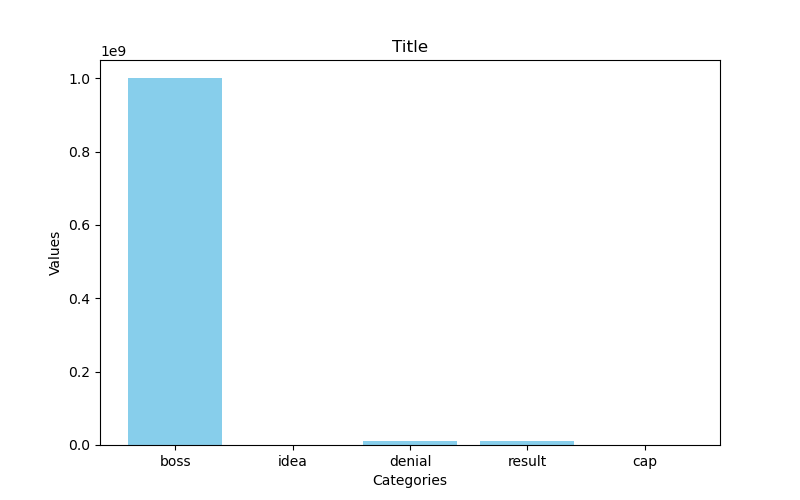 Title
1e9
1.0
0.8
0.6
0.4
0.2
0.0
Values
boss idea denial result cap
Categories